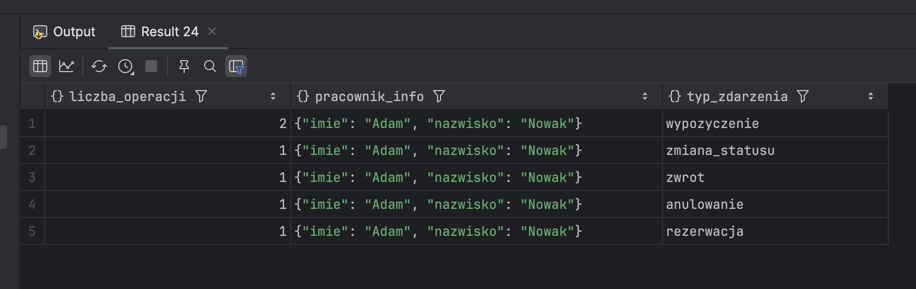 Output Result 24
{} liczba_operacji {} pracownik_info {} typ_zdarzenia
1 2 {"imie": "Adam", "nazwisko": "Nowak"} wypozyczenie
2 1 {"imie": "Adam", "nazwisko": "Nowak"} zmiana_statusu
3 1 {"imie": "Adam", "nazwisko": "Nowak"} zwrot
4 1 {"imie": "Adam", "nazwisko": "Nowak"} anulowanie
5 1 {"imie": "Adam", "nazwisko": "Nowak"} rezerwacja